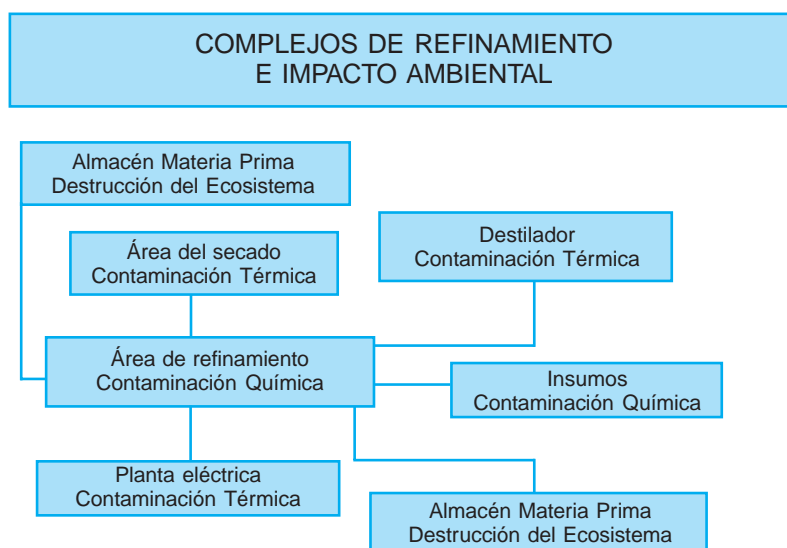 COMPLEJOS DE REFINAMIENTO
E IMPACTO AMBIENTAL
Almacén Materia Prima
Destrucción del Ecosistema
Área del secado
Contaminación Térmica
Destilador
Contaminación Térmica
Área de refinamiento
Contaminación Química
Insumos
Contaminación Química
Planta eléctrica
Contaminación Térmica
Almacén Materia Prima
Destrucción del Ecosistema